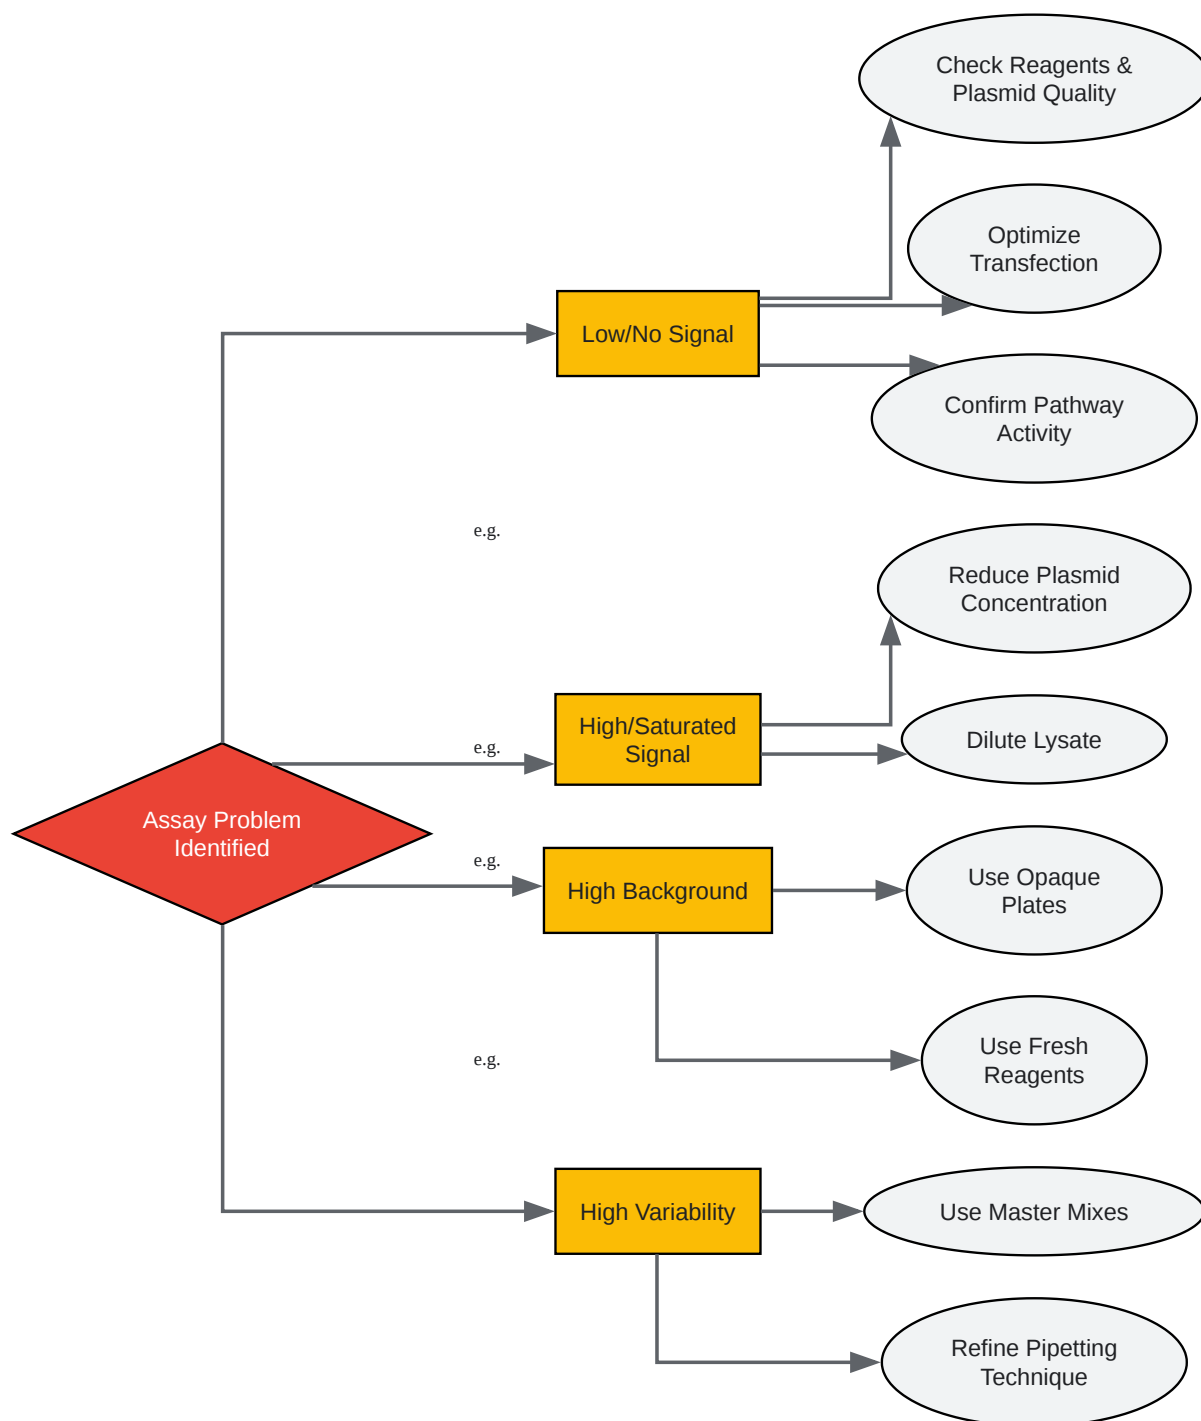 Check Reagents &
Plasmid Quality
Optimize
Transfection
Low/No Signal
Confirm Pathway
Activity
e.g.
Reduce Plasmid
Concentration
High/Saturated
Signal
Dilute Lysate
e.g.
Assay Problem
Identified
e.g.
High Background
Use Opaque
Plates
e.g.
Use Fresh
Reagents
High Variability
Use Master Mixes
Refine Pipetting
Technique